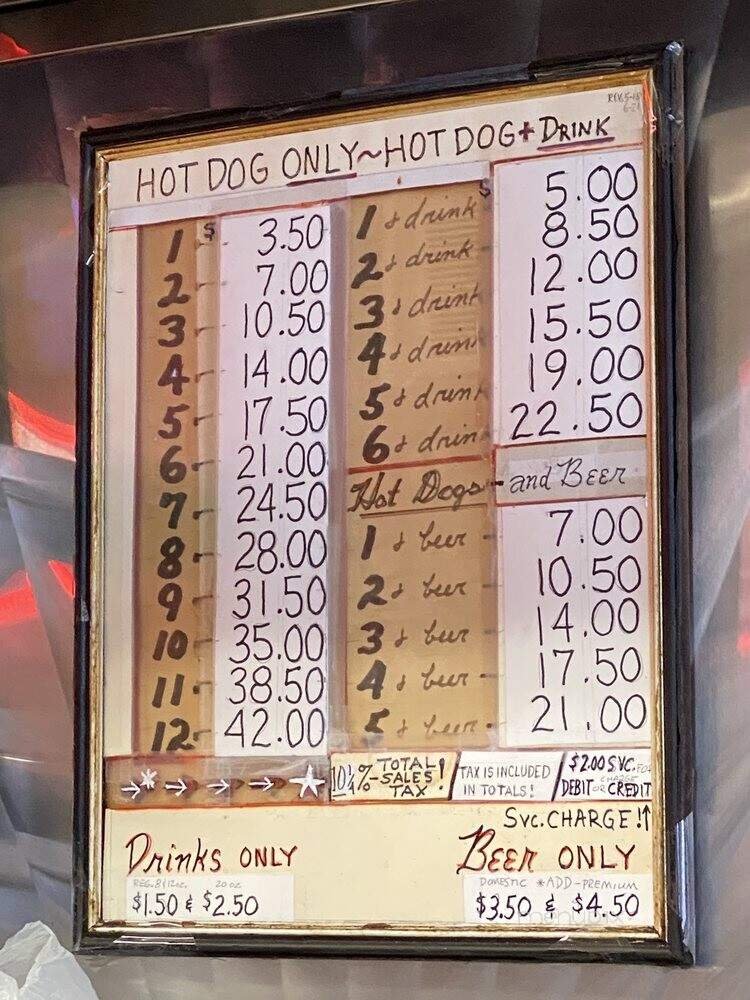 HOT DOG ONLY~HOT DOG + DRINK
$ $
1 - 3.50
2 - 7.00
3 - 10.50
4 - 14.00
5 - 17.50
6 - 21.00
7 - 24.50
8 - 28.00
9 - 31.50
10 - 35.00
11 - 38.50
12 - 42.00
1 & drink 5.00
2 & drink - 8.50
3 & drink 12.00
4 & drink 15.50
5 & drink 19.00
6 & drink 22.50
Hot Dogs - and Beer
1 & beer - 7.00
2 & beer - 10.50
3 & beer - 14.00
4 & beer - 17.50
5 & beer - 21.00
10¼%-TOTAL SALES TAX!
TAX IS INCLUDED
IN TOTALS!
$2.00 SVC. FOR
CHARGE
DEBIT OR CREDIT
SVC. CHARGE!↑
Drinks ONLY
20 oz.
$1.50 & $2.50
BEER ONLY
DOMESTIC *ADD-PREMIUM
$3.50 & $4.50